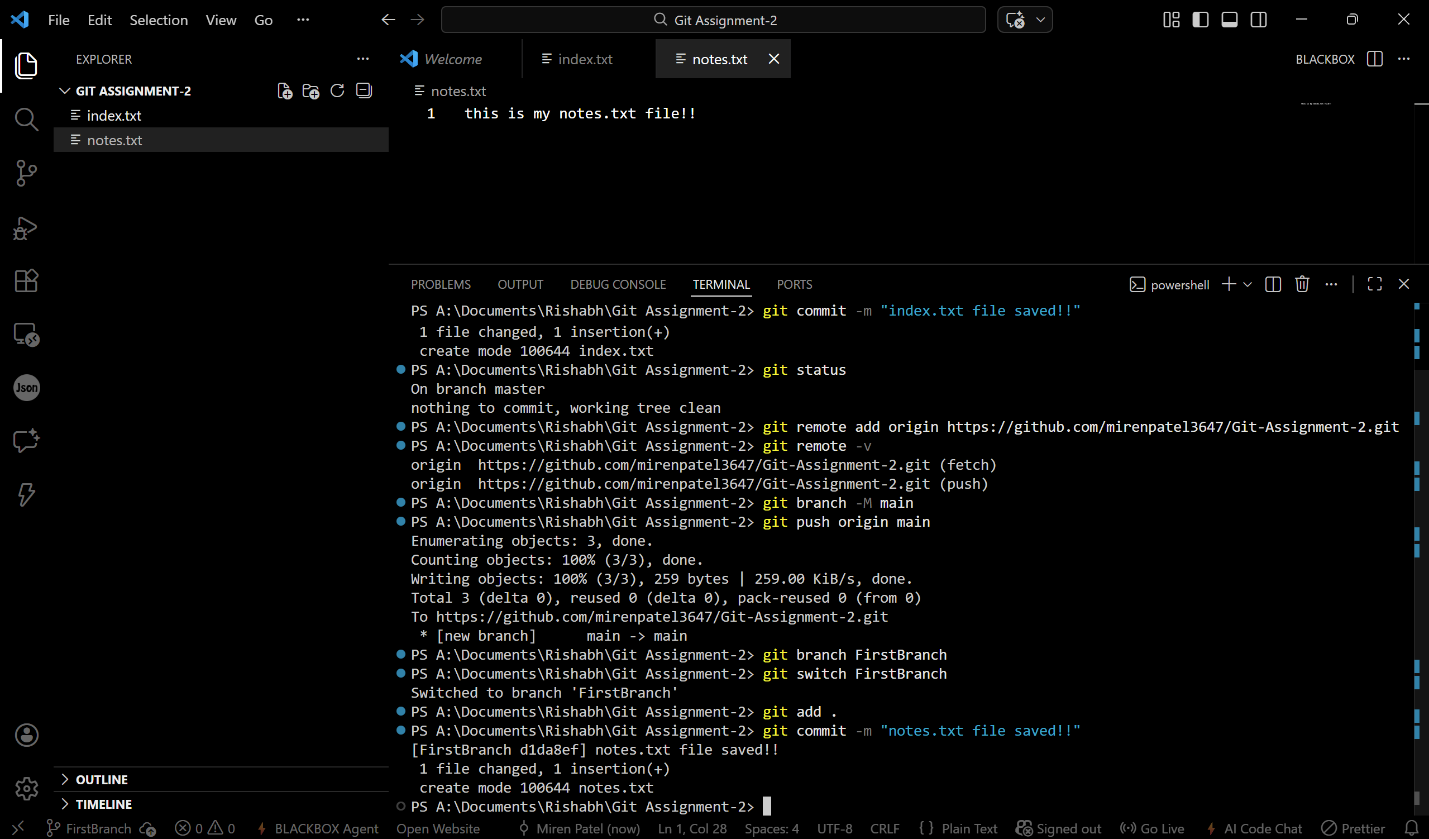 File Edit Selection View Go ··· Git Assignment-2
EXPLORER ···
GIT ASSIGNMENT-2
index.txt
notes.txt
Welcome index.txt notes.txt BLACKBOX ···
notes.txt
1 this is my notes.txt file!!
PROBLEMS OUTPUT DEBUG CONSOLE TERMINAL PORTS powershell ···
PS A:\Documents\Rishabh\Git Assignment-2> git commit -m "index.txt file saved!!"
1 file changed, 1 insertion(+)
create mode 100644 index.txt
PS A:\Documents\Rishabh\Git Assignment-2> git status
On branch master
nothing to commit, working tree clean
PS A:\Documents\Rishabh\Git Assignment-2> git remote add origin https://github.com/mirenpatel3647/Git-Assignment-2.git
PS A:\Documents\Rishabh\Git Assignment-2> git remote -v
origin https://github.com/mirenpatel3647/Git-Assignment-2.git (fetch)
origin https://github.com/mirenpatel3647/Git-Assignment-2.git (push)
PS A:\Documents\Rishabh\Git Assignment-2> git branch -M main
PS A:\Documents\Rishabh\Git Assignment-2> git push origin main
Enumerating objects: 3, done.
Counting objects: 100% (3/3), done.
Writing objects: 100% (3/3), 259 bytes | 259.00 KiB/s, done.
Total 3 (delta 0), reused 0 (delta 0), pack-reused 0 (from 0)
To https://github.com/mirenpatel3647/Git-Assignment-2.git
* [new branch] main -> main
PS A:\Documents\Rishabh\Git Assignment-2> git branch FirstBranch
PS A:\Documents\Rishabh\Git Assignment-2> git switch FirstBranch
Switched to branch 'FirstBranch'
PS A:\Documents\Rishabh\Git Assignment-2> git add .
PS A:\Documents\Rishabh\Git Assignment-2> git commit -m "notes.txt file saved!!"
[FirstBranch d1da8ef] notes.txt file saved!!
1 file changed, 1 insertion(+)
create mode 100644 notes.txt
PS A:\Documents\Rishabh\Git Assignment-2>
Json
OUTLINE
TIMELINE
FirstBranch 0 0 BLACKBOX Agent Open Website Miren Patel (now) Ln 1, Col 28 Spaces: 4 UTF-8 CRLF {} Plain Text Signed out Go Live AI Code Chat Prettier